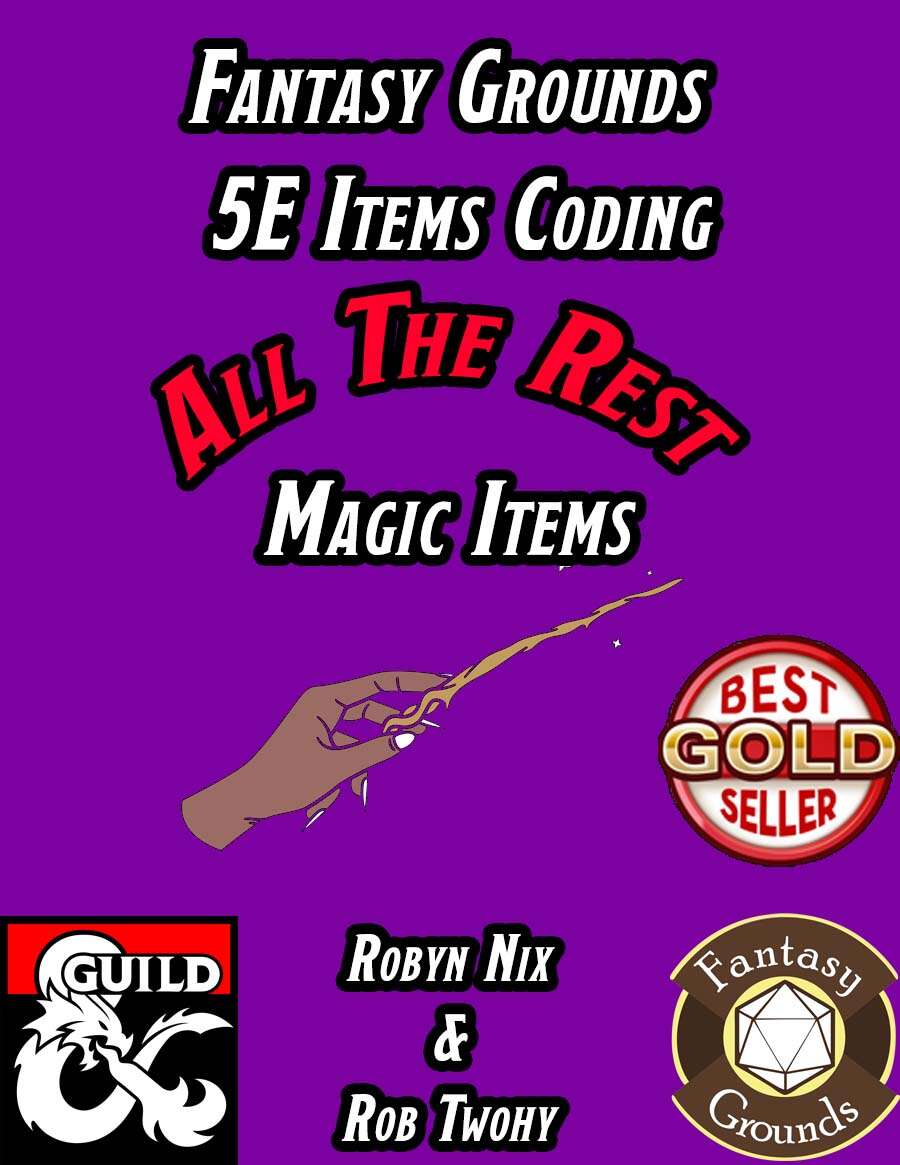 Fantasy Grounds
5E Items Coding
All The Rest
Magic Items
BEST
GOLD
SELLER
GUILD
Robyn Nix
&
Rob Twohy
Fantasy
Grounds